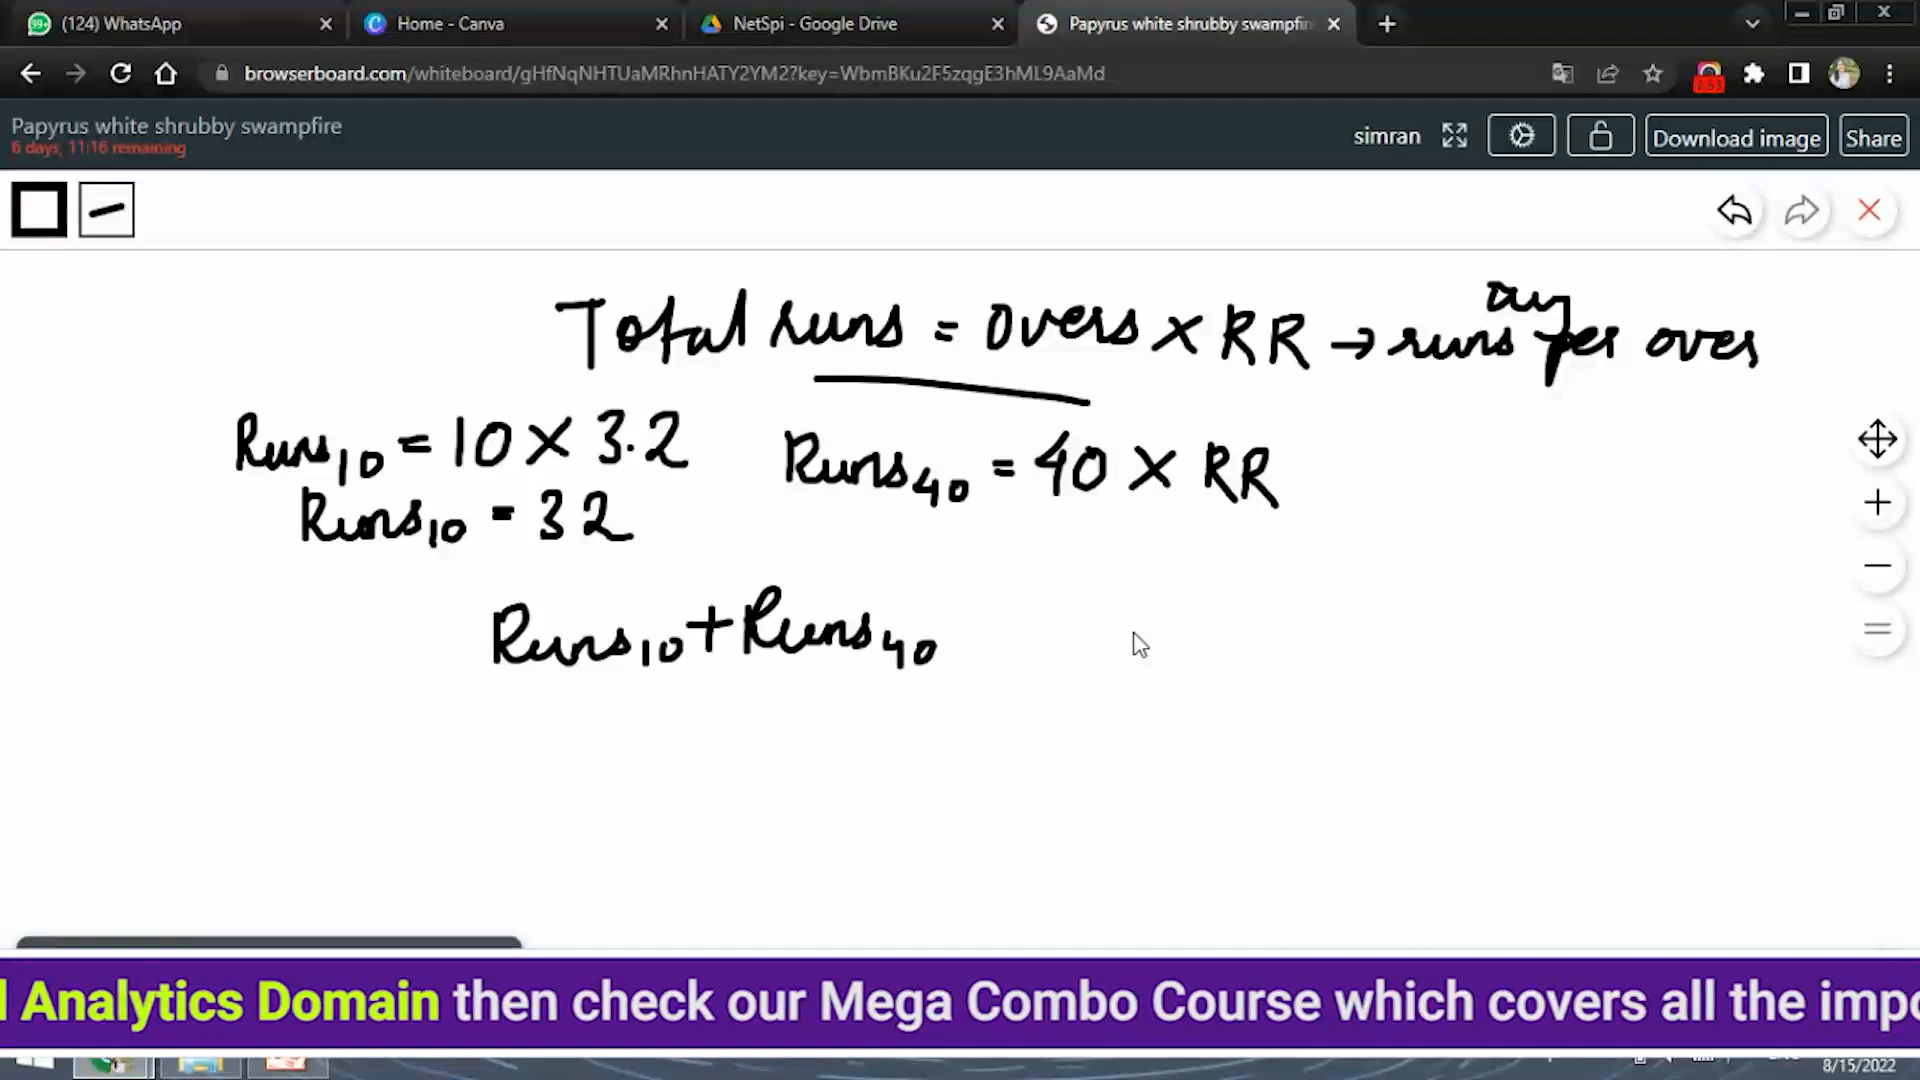 (124) WhatsApp
Home - Canva
NetSpi - Google Drive
Papyrus white shrubby swampfir
browserboard.com/whiteboard/gHfNqNHTUaMRhnHATY2YM2?key=WbmBKu2F5zqgE3hML9AaMd
2:53
Papyrus white shrubby swampfire
6 days, 11:16 remaining
simran
Download image
Share
avg
Total runs = Overs × RR → runs per over
Runs10 = 10 × 3.2
Runs40 = 40 × RR
Runs10 = 32
Runs10 + Runs40
Analytics Domain then check our Mega Combo Course which covers all the impo
8/15/2022